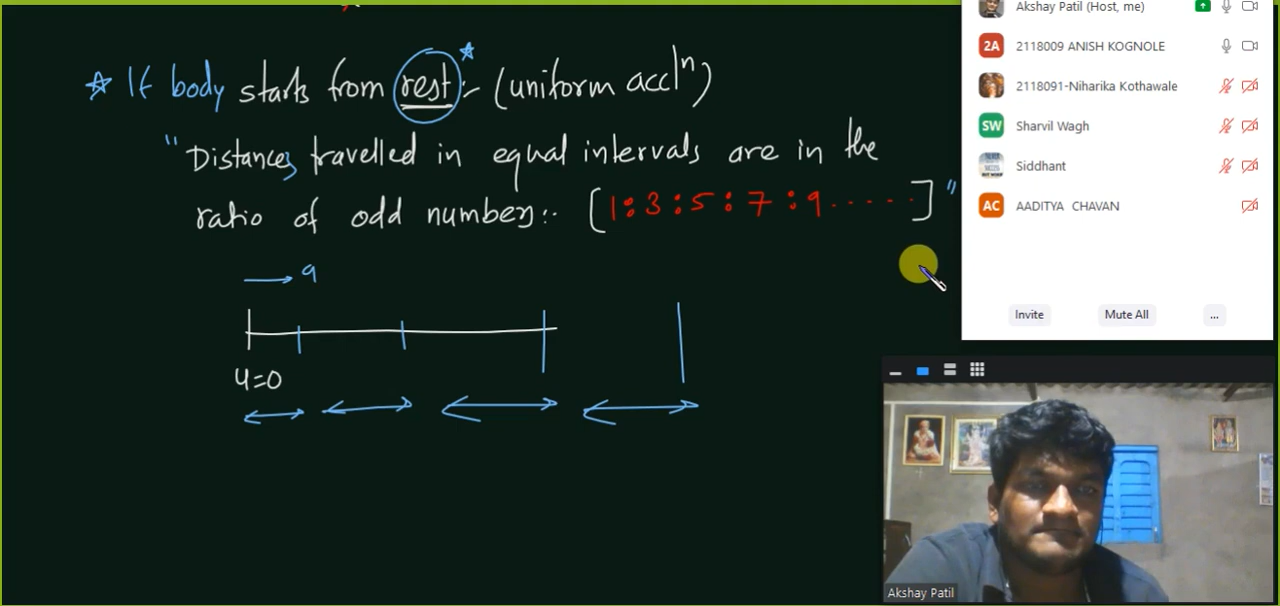 Akshay Patil (Host, me)
2A 2118009 ANISH KOGNOLE
2118091-Niharika Kothawale
SW Sharvil Wagh
Siddhant
AC AADITYA CHAVAN
Invite Mute All ...
* If body starts from rest* :- (uniform accln)
"Distances travelled in equal intervals are in the
ratio of odd numbers:. [1:3:5:7:9.....]"
a
u=0
Akshay Patil